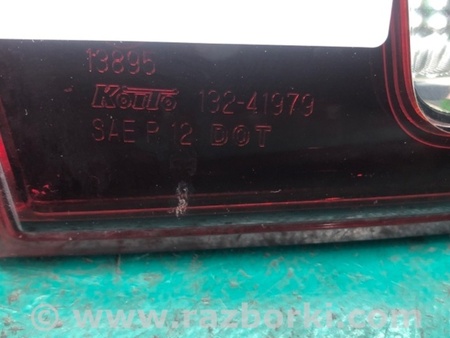 13895
KOITO 132-41979
SAE P 12 DOT
© www.razborki.com